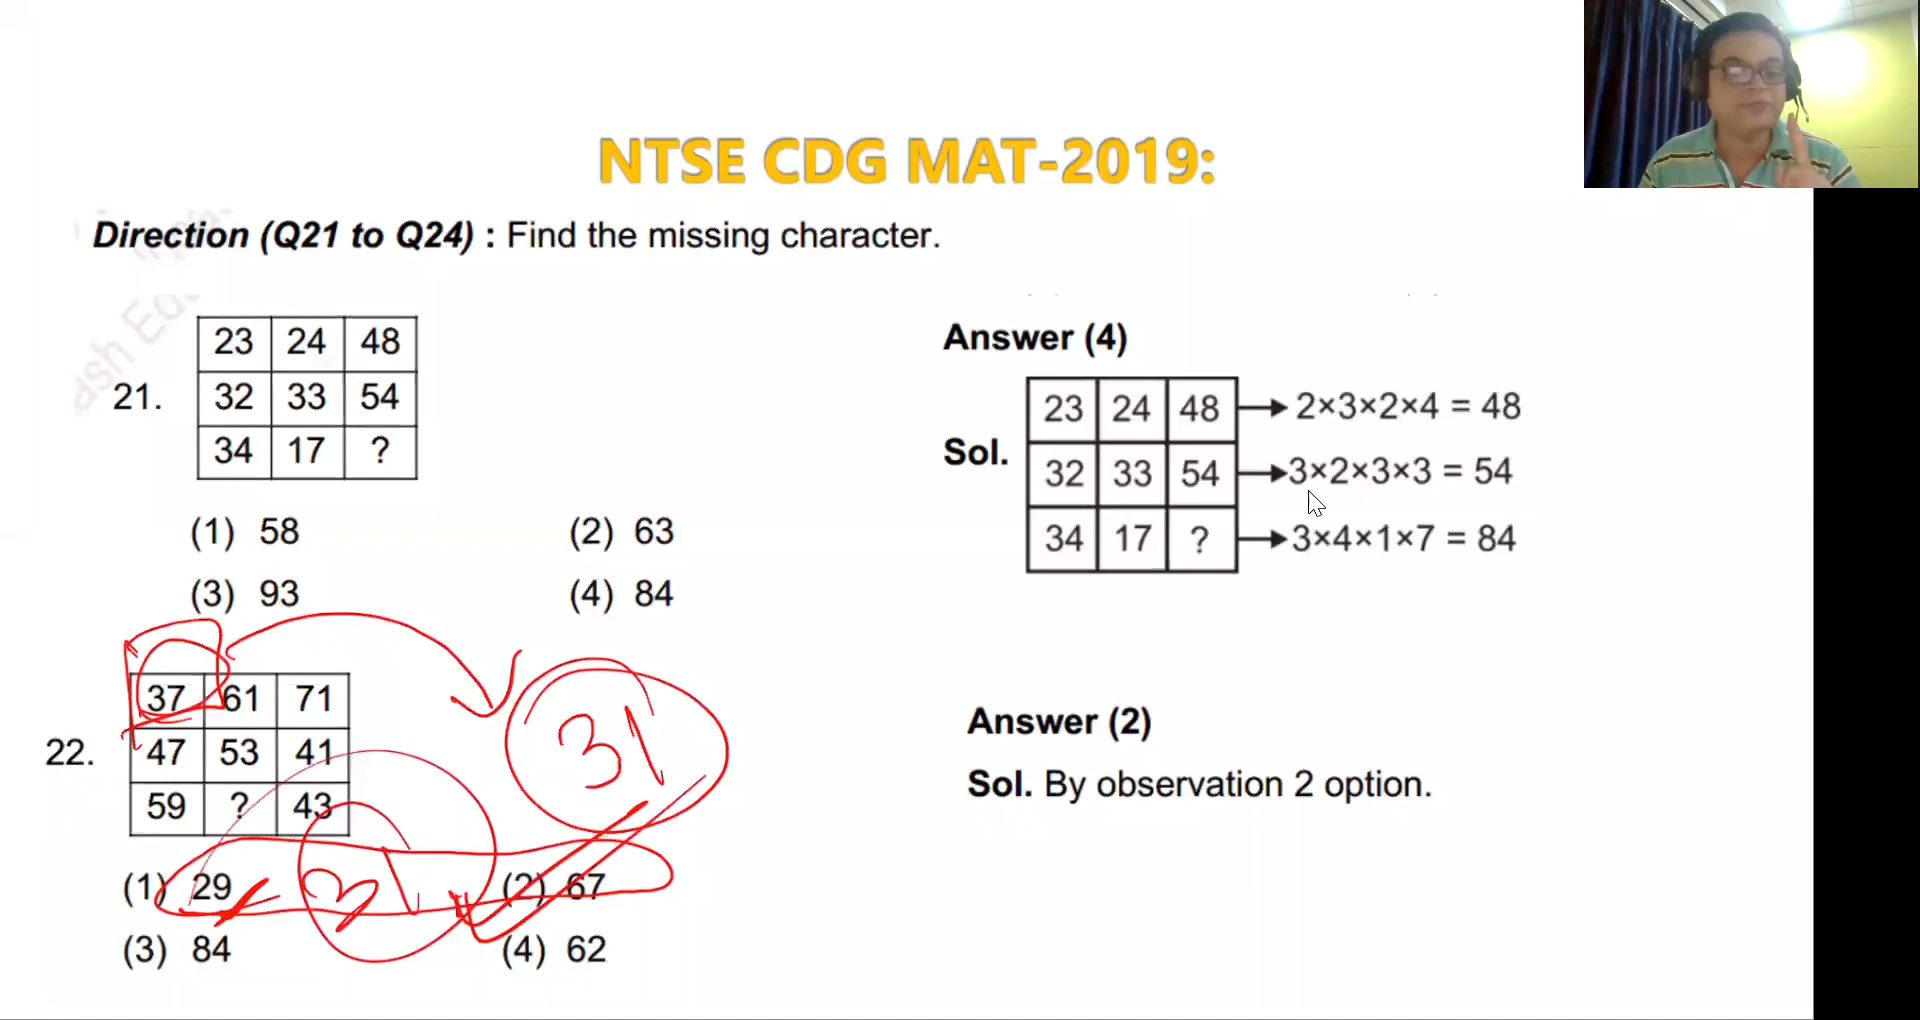 NTSE CDG MAT-2019:
Direction (Q21 to Q24) : Find the missing character.
21.
23 24 48
32 33 54
34 17 ?
(1) 58 (2) 63
(3) 93 (4) 84
22.
37 61 71
47 53 41
59 ? 43
31
(1) 29 31 (2) 67
(3) 84 (4) 62
Answer (4)
Sol.
23 24 48 2×3×2×4 = 48
32 33 54 3×2×3×3 = 54
34 17 ? 3×4×1×7 = 84
Answer (2)
Sol. By observation 2 option.